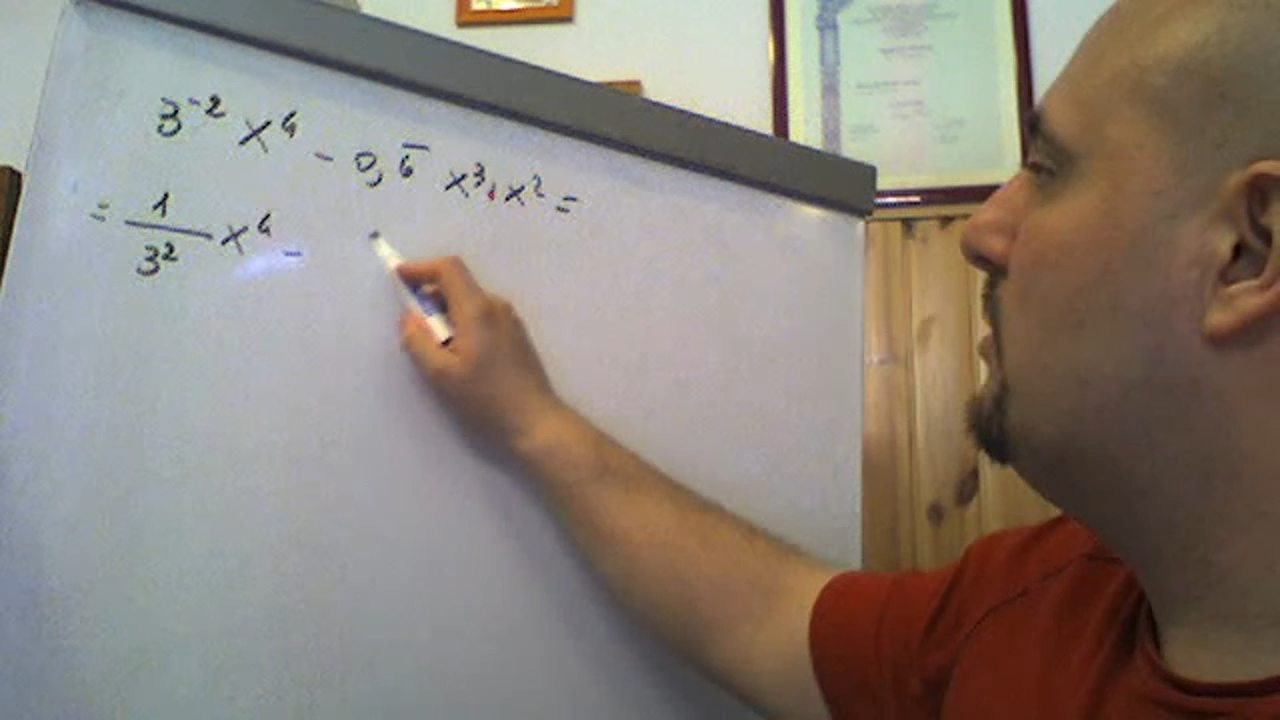 3⁻² x⁴ - 0,6̅ x³·x² =
= 1/3² x⁴ -